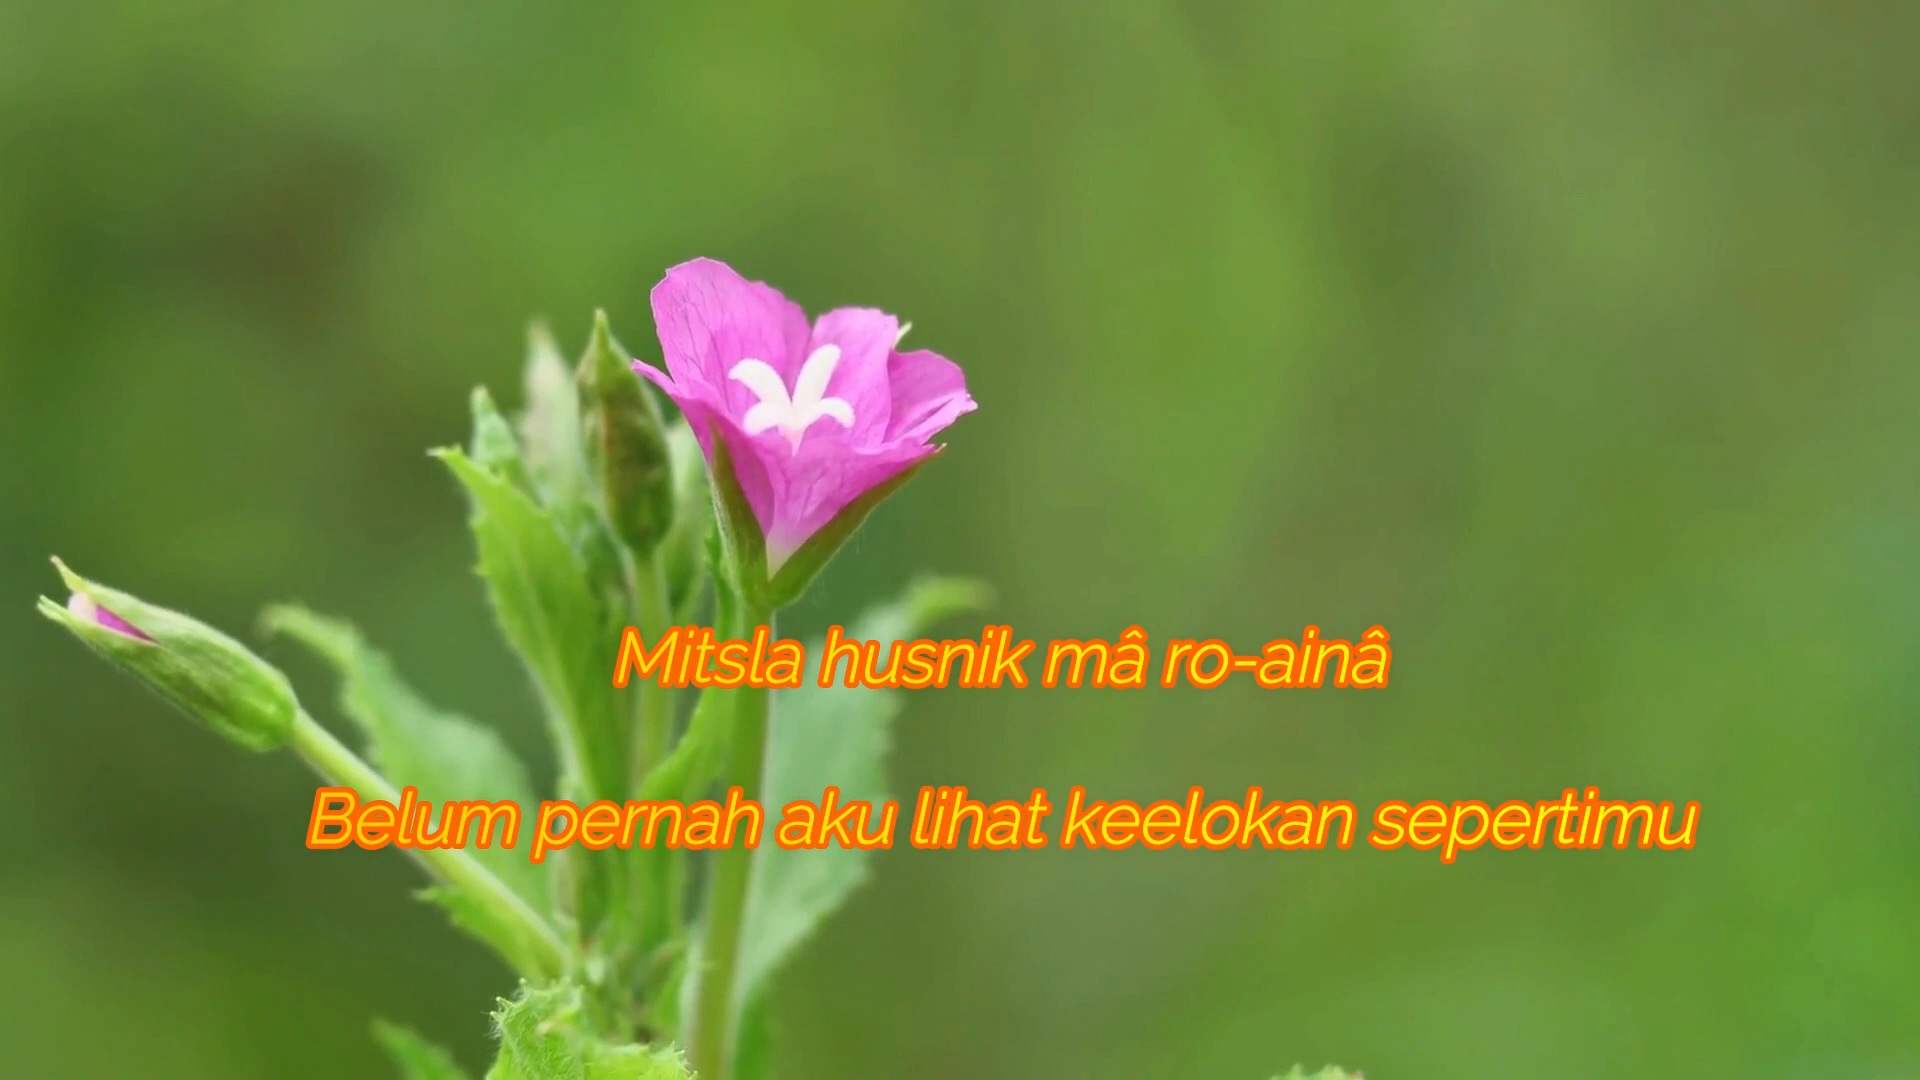 Mitsla husnik mâ ro-ainâ
Belum pernah aku lihat keelokan sepertimu